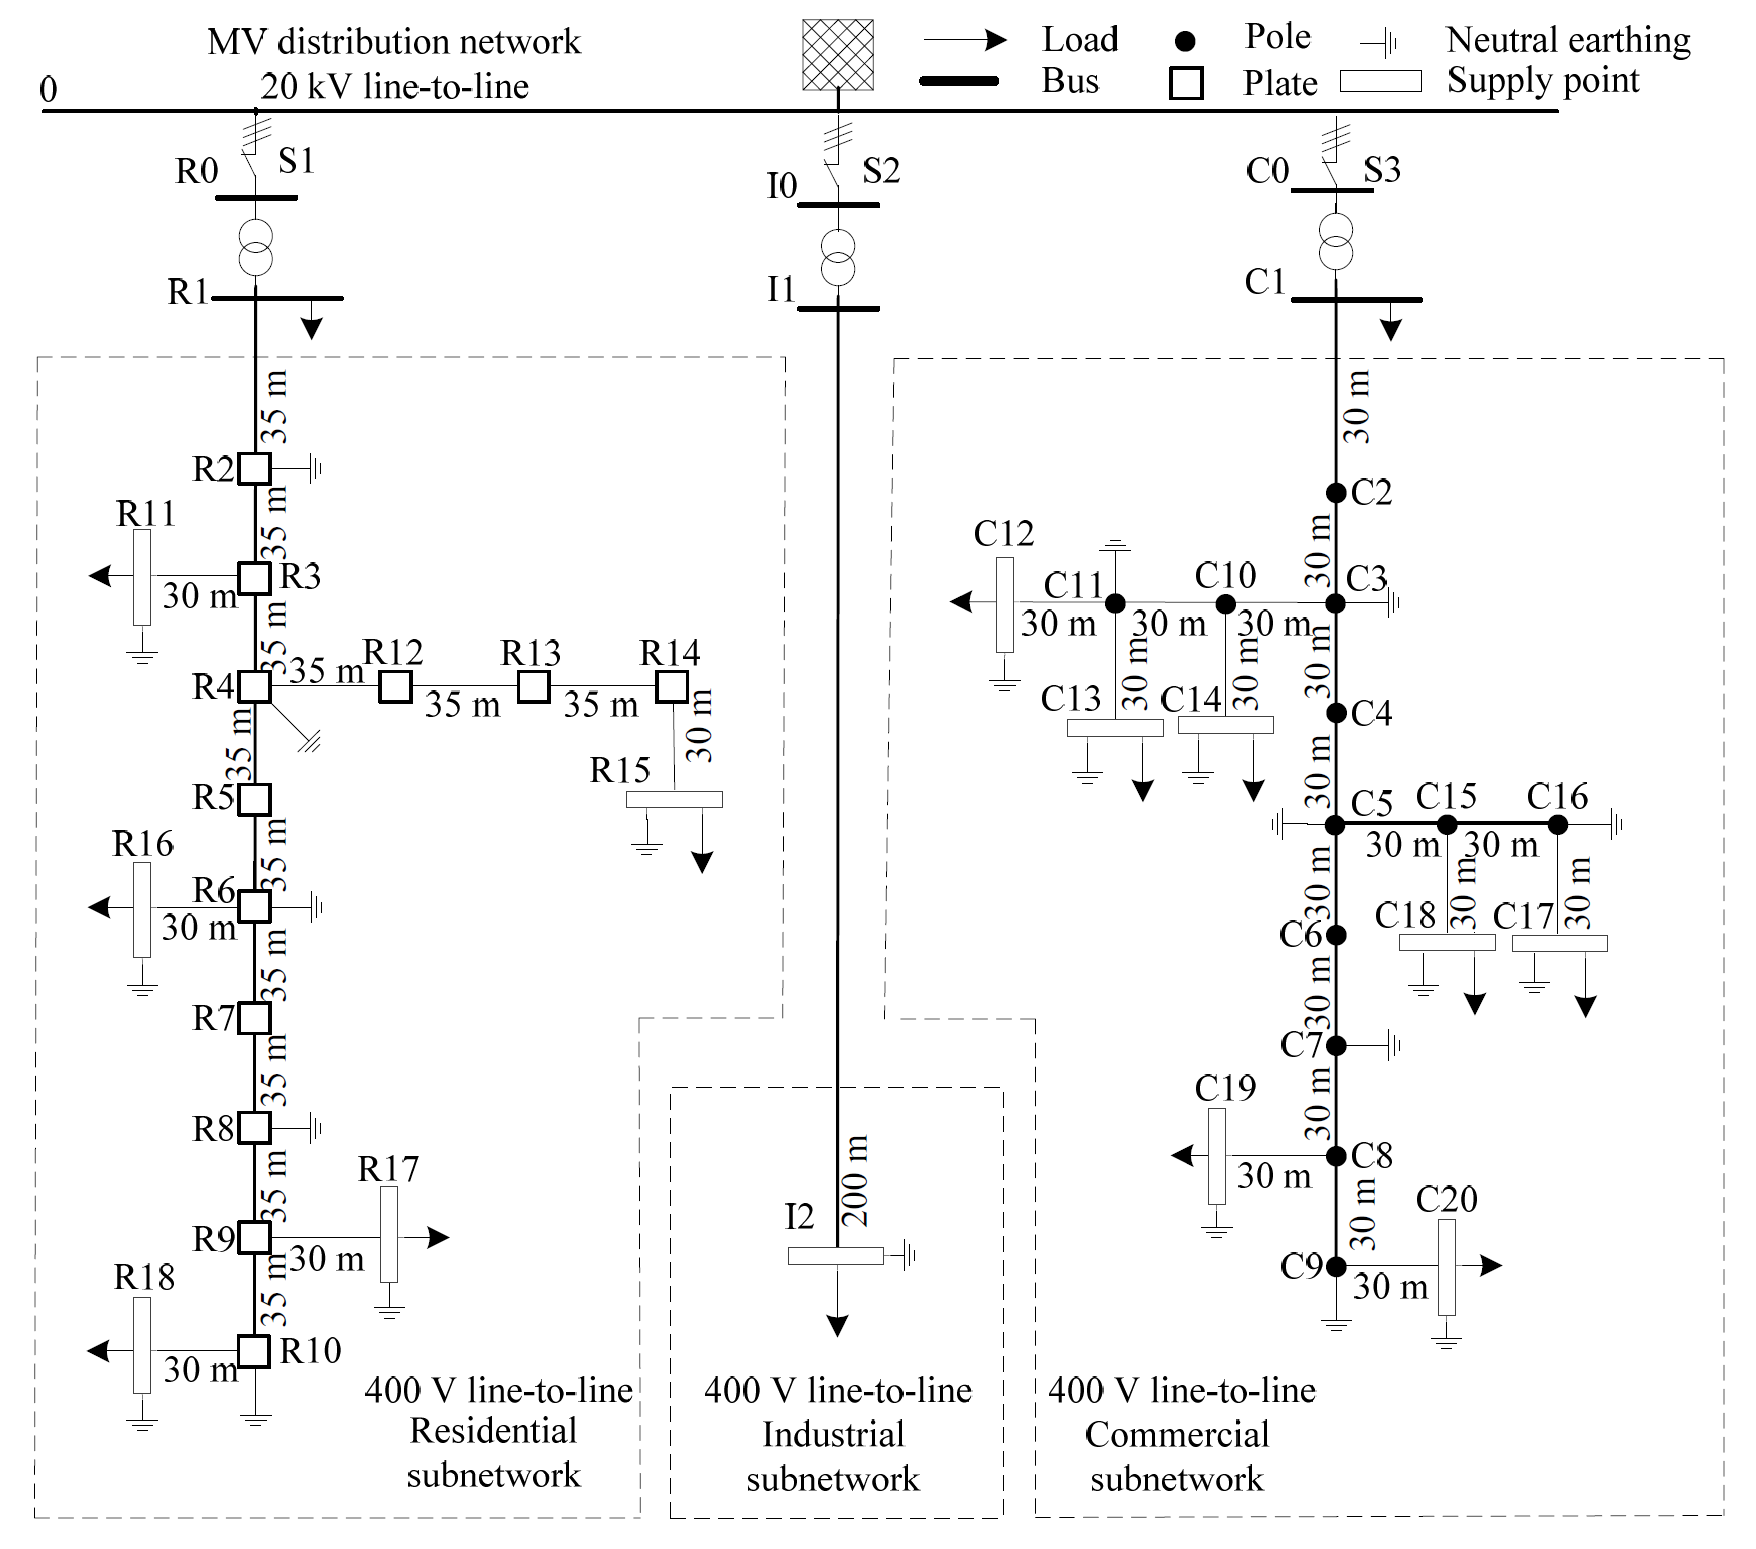 MV distribution network
20 kV line-to-line
0
Load
Bus
Pole
Plate
Neutral earthing
Supply point
R0
S1
I0
S2
C0
S3
R1
I1
C1
35 m
R2
35 m
R11
R3
30 m
35 m
R4
35 m
R12
35 m
R13
35 m
R14
30 m
R15
35 m
R5
35 m
R16
R6
30 m
35 m
R7
35 m
R8
35 m
R17
R9
30 m
35 m
R18
R10
30 m
400 V line-to-line
Residential
subnetwork
200 m
I2
400 V line-to-line
Industrial
subnetwork
30 m
C2
30 m
C12
C11
C10
C3
30 m
30 m
30 m
30 m
30 m
30 m
C13
C14
C4
30 m
C5
C15
C16
30 m
30 m
30 m
30 m
30 m
C18
C17
C6
30 m
C7
30 m
C19
C8
30 m
30 m
C20
C9
30 m
400 V line-to-line
Commercial
subnetwork